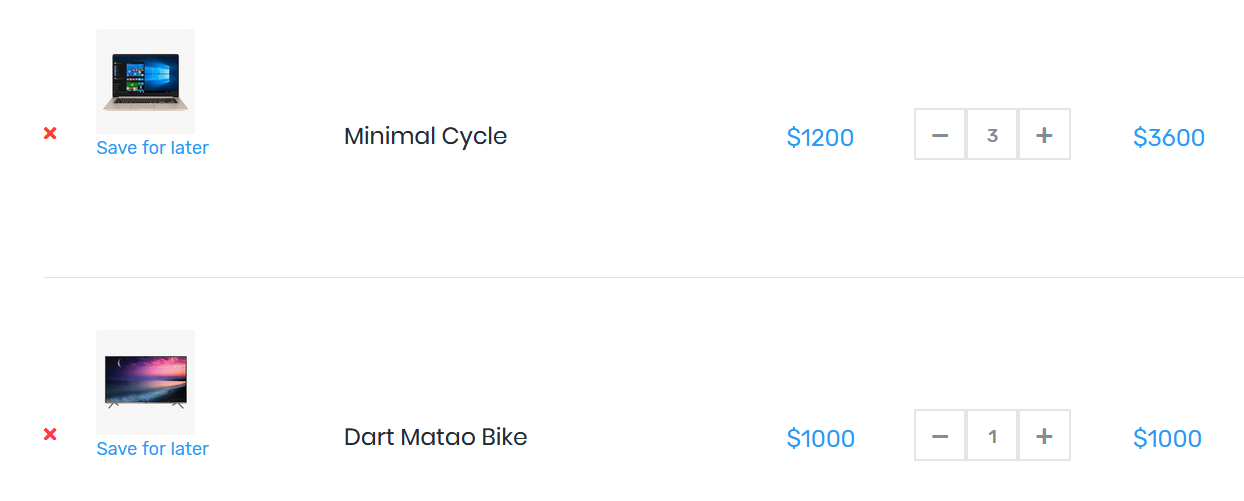 Save for later
Minimal Cycle
$1200
− 3 +
$3600
Save for later
Dart Matao Bike
$1000
− 1 +
$1000